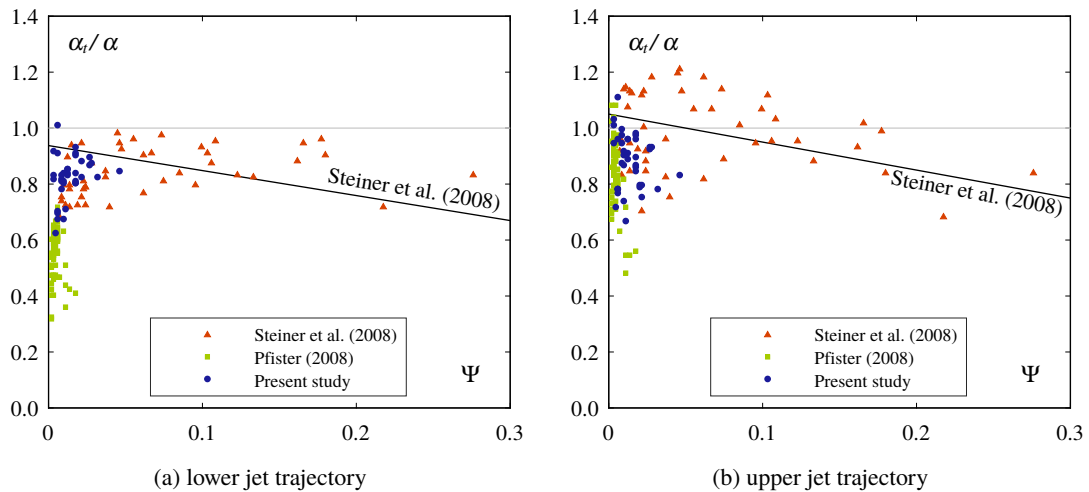 1.4
1.2
1.0
0.8
0.6
0.4
0.2
0.0
αt/α
Steiner et al. (2008)
Steiner et al. (2008)
Pfister (2008)
Present study
Ψ
0 0.1 0.2 0.3
(a) lower jet trajectory
1.4
1.2
1.0
0.8
0.6
0.4
0.2
0.0
αt/α
Steiner et al. (2008)
Steiner et al. (2008)
Pfister (2008)
Present study
Ψ
0 0.1 0.2 0.3
(b) upper jet trajectory